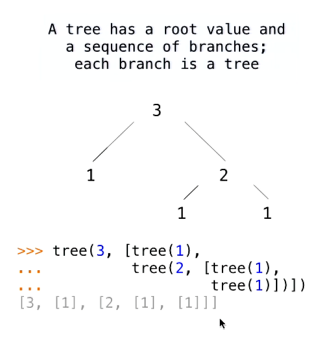 A tree has a root value and
a sequence of branches;
each branch is a tree
3
1 2
1 1
>>> tree(3, [tree(1),
... tree(2, [tree(1),
... tree(1)])])
[3, [1], [2, [1], [1]]]